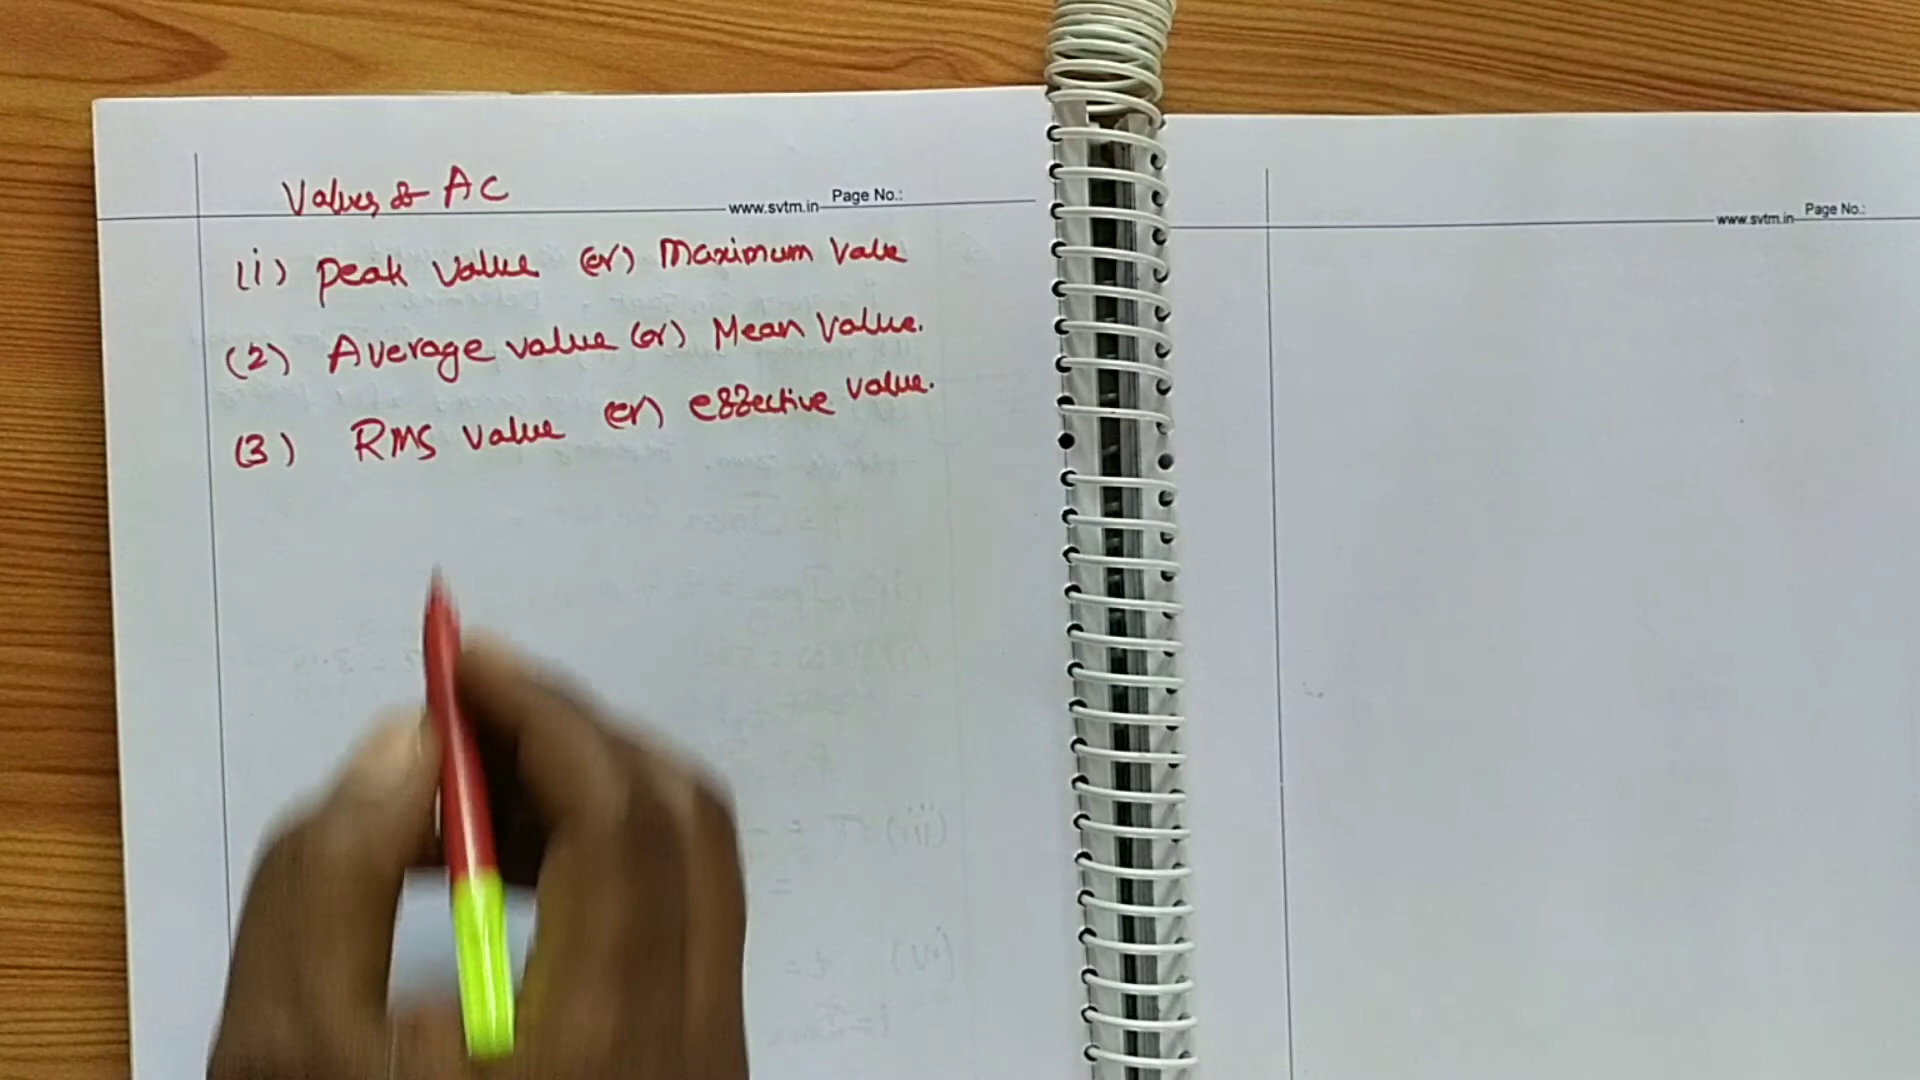 Values of AC
www.svtm.in Page No.:
(i) peak value (or) Maximum Value
(2) Average value (or) Mean Value.
(3) RMS value (or) effective value.
www.svtm.in Page No.: